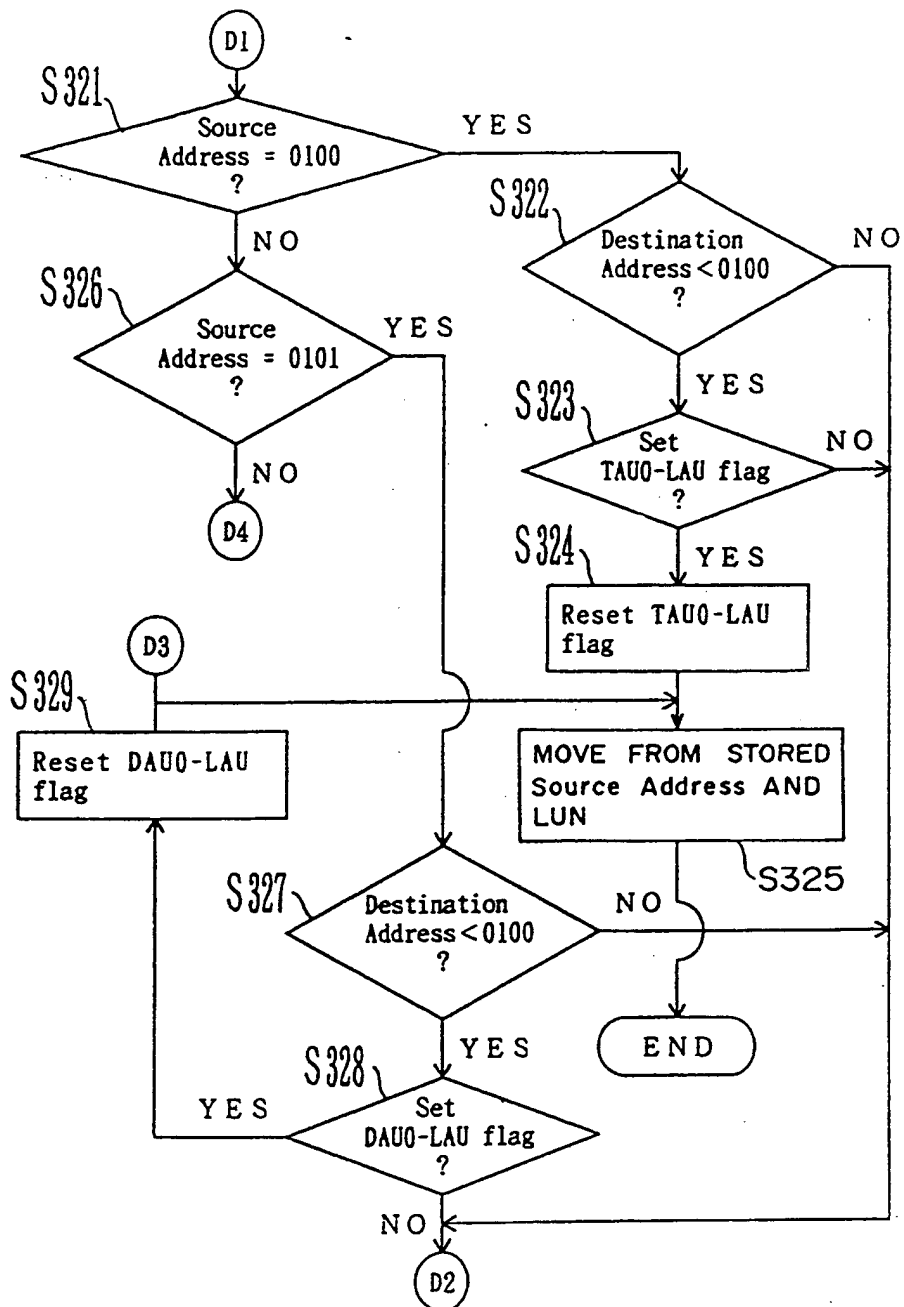 D1
S321
Source
Address = 0100
?
YES
NO
S322
Destination
Address<0100
?
NO
YES
S326
Source
Address = 0101
?
YES
NO
D4
S323
Set
TAU0-LAU flag
?
NO
YES
S324
Reset TAU0-LAU
flag
D3
S329
Reset DAU0-LAU
flag
MOVE FROM STORED
Source Address AND
LUN
S325
S327
Destination
Address<0100
?
NO
YES
END
S328
Set
DAU0-LAU flag
?
YES
NO
D2